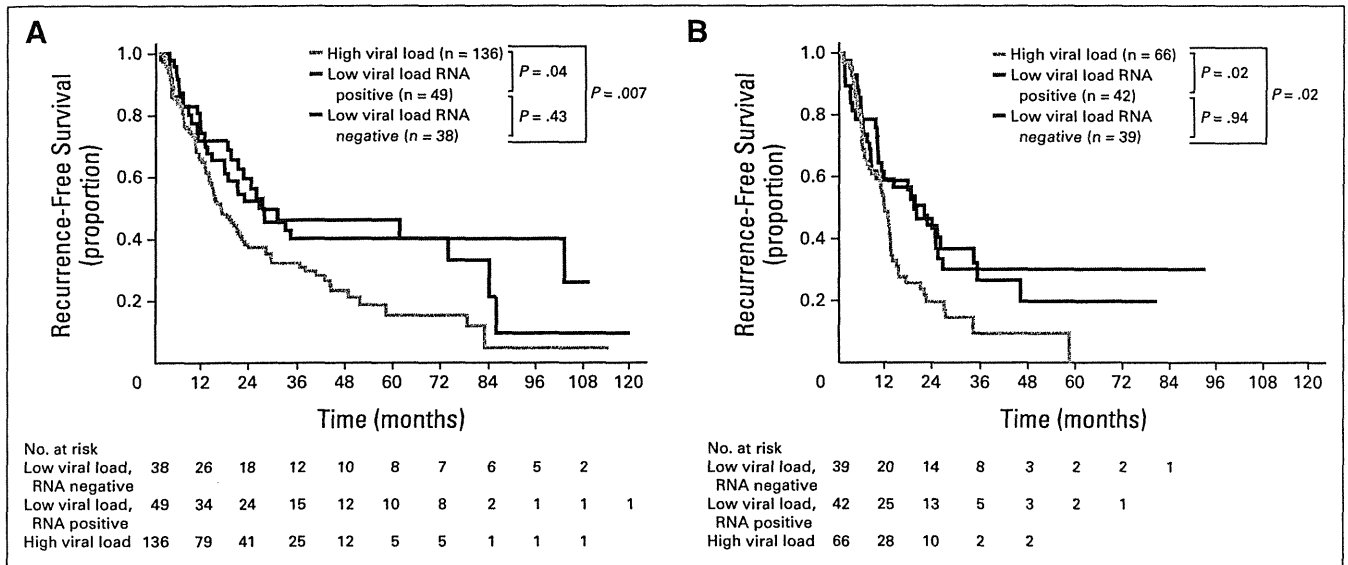 A
Recurrence-Free Survival
(proportion)
1.0
0.8
0.6
0.4
0.2
0
12 24 36 48 60 72 84 96 108 120
Time (months)
High viral load (n = 136)
Low viral load RNA
positive (n = 49)
Low viral load RNA
negative (n = 38)
P = .04
P = .43
P = .007
No. at risk
Low viral load, 38 26 18 12 10 8 7 6 5 2
RNA negative
Low viral load, 49 34 24 15 12 10 8 2 1 1 1
RNA positive
High viral load 136 79 41 25 12 5 5 1 1 1
B
Recurrence-Free Survival
(proportion)
1.0
0.8
0.6
0.4
0.2
0
12 24 36 48 60 72 84 96 108 120
Time (months)
High viral load (n = 66)
Low viral load RNA
positive (n = 42)
Low viral load RNA
negative (n = 39)
P = .02
P = .94
P = .02
No. at risk
Low viral load, 39 20 14 8 3 2 2 1
RNA negative
Low viral load, 42 25 13 5 3 2 1
RNA positive
High viral load 66 28 10 2 2